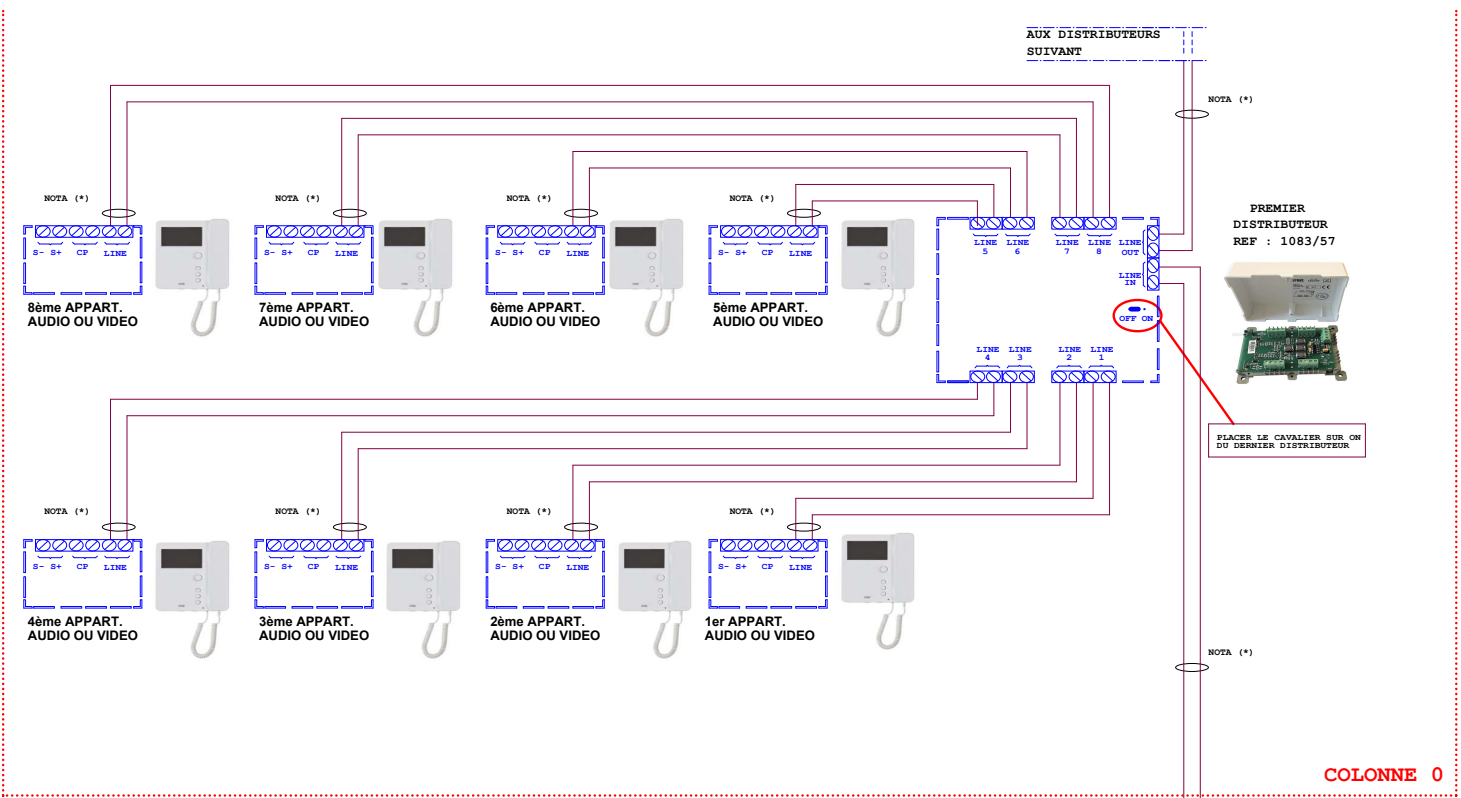 AUX DISTRIBUTEURS
SUIVANT
NOTA (*)
NOTA (*)
NOTA (*)
NOTA (*)
NOTA (*)
PREMIER
DISTRIBUTEUR
REF : 1083/57
S- S+ CP LINE
S- S+ CP LINE
S- S+ CP LINE
S- S+ CP LINE
LINE
5
LINE
6
LINE
7
LINE
8
LINE
OUT
LINE
IN
8ème APPART.
AUDIO OU VIDEO
7ème APPART.
AUDIO OU VIDEO
6ème APPART.
AUDIO OU VIDEO
5ème APPART.
AUDIO OU VIDEO
OFF ON
LINE
4
LINE
3
LINE
2
LINE
1
PLACER LE CAVALIER SUR ON
DU DERNIER DISTRIBUTEUR
NOTA (*)
NOTA (*)
NOTA (*)
NOTA (*)
S- S+ CP LINE
S- S+ CP LINE
S- S+ CP LINE
S- S+ CP LINE
4ème APPART.
AUDIO OU VIDEO
3ème APPART.
AUDIO OU VIDEO
2ème APPART.
AUDIO OU VIDEO
1er APPART.
AUDIO OU VIDEO
NOTA (*)
COLONNE 0